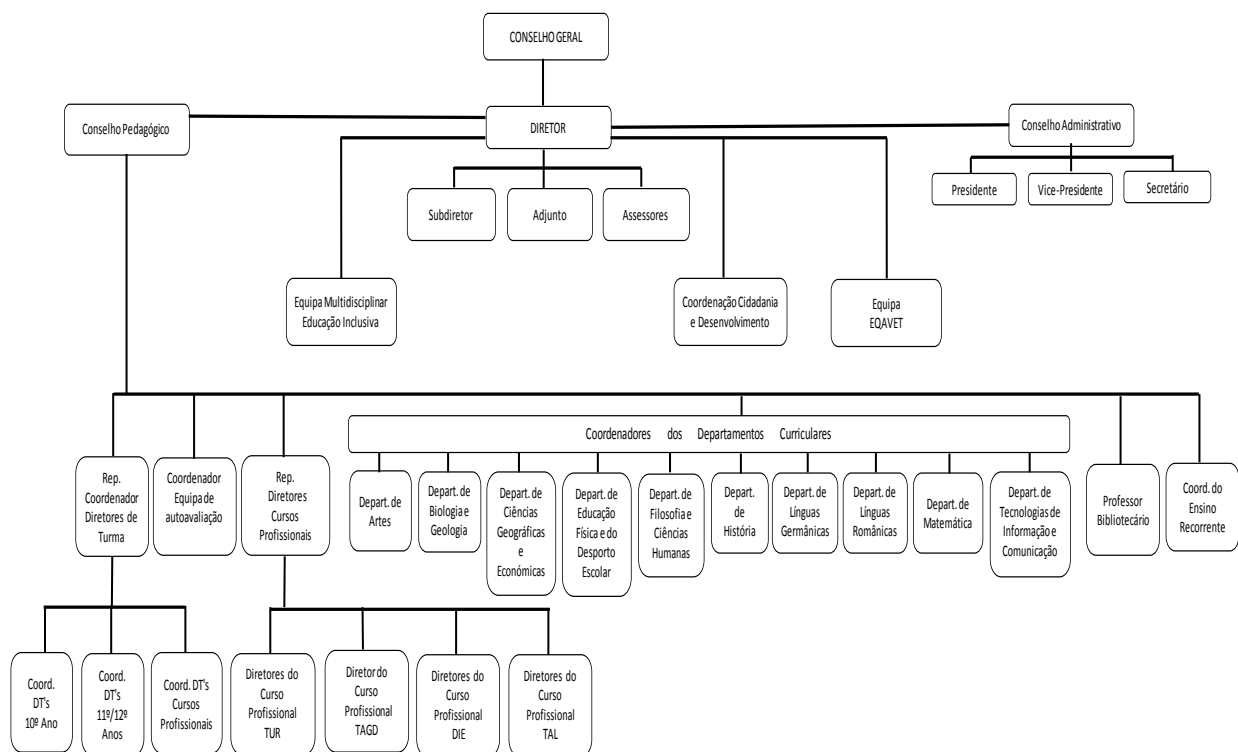 CONSELHO GERAL
Conselho Pedagógico
DIRETOR
Conselho Administrativo
Presidente
Vice-Presidente
Secretário
Subdiretor
Adjunto
Assessores
Equipa Multidisciplinar
Educação Inclusiva
Coordenação Cidadania
e Desenvolvimento
Equipa
EQAVET
Coordenadores dos Departamentos Curriculares
Rep.
Coordenador
Diretores de
Turma
Coordenador
Equipa de
autoavaliação
Rep.
Diretores
Cursos
Profissionais
Depart. de
Artes
Depart. de
Biologia e
Geologia
Depart. de
Ciências
Geográficas
e
Económicas
Depart. de
Educação
Física e do
Desporto
Escolar
Depart. de
Filosofia e
Ciências
Humanas
Depart.
de
História
Depart. de
Línguas
Germânicas
Depart. de
Línguas
Românicas
Depart. de
Matemática
Depart. de
Tecnologias de
Informação e
Comunicação
Professor
Bibliotecário
Coord. do
Ensino
Recorrente
Coord.
DT's
10º Ano
Coord.
DT's
11º/12º
Anos
Coord. DT's
Cursos
Profissionais
Diretores do
Curso
Profissional
TUR
Diretor do
Curso
Profissional
TAGD
Diretores do
Curso
Profissional
DIE
Diretores do
Curso
Profissional
TAL